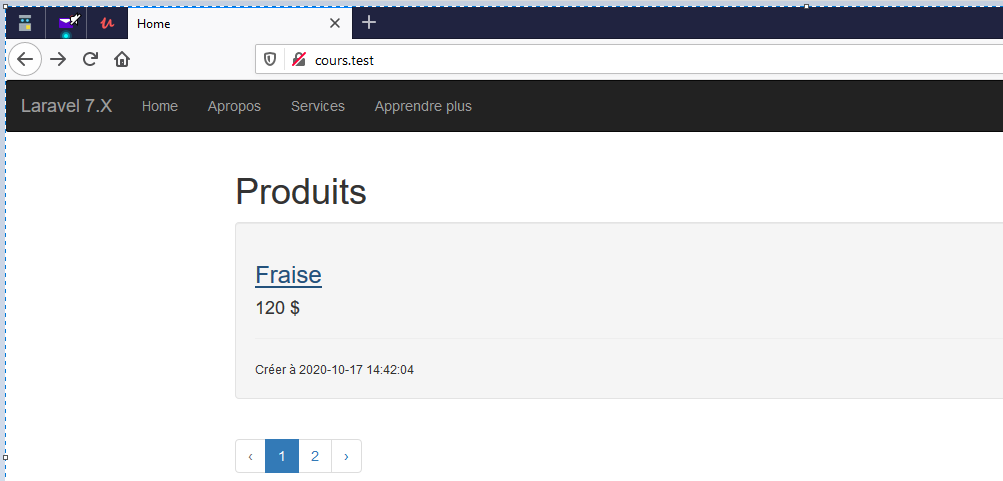 Home
cours.test
Laravel 7.X Home Apropos Services Apprendre plus
Produits
Fraise
120 $
Créer à 2020-10-17 14:42:04
‹ 1 2 ›